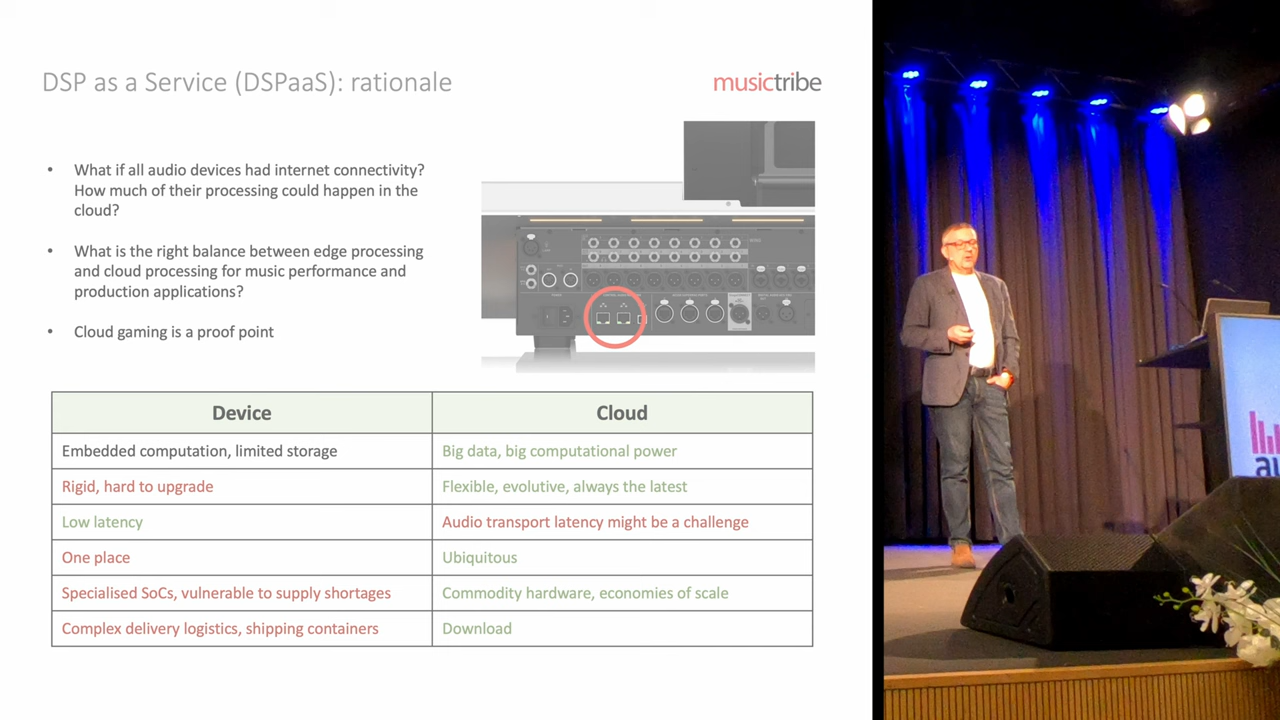 DSP as a Service (DSPaaS): rationale
musictribe
• What if all audio devices had internet connectivity?
How much of their processing could happen in the
cloud?
• What is the right balance between edge processing
and cloud processing for music performance and
production applications?
• Cloud gaming is a proof point
Device Cloud
Embedded computation, limited storage Big data, big computational power
Rigid, hard to upgrade Flexible, evolutive, always the latest
Low latency Audio transport latency might be a challenge
One place Ubiquitous
Specialised SoCs, vulnerable to supply shortages Commodity hardware, economies of scale
Complex delivery logistics, shipping containers Download